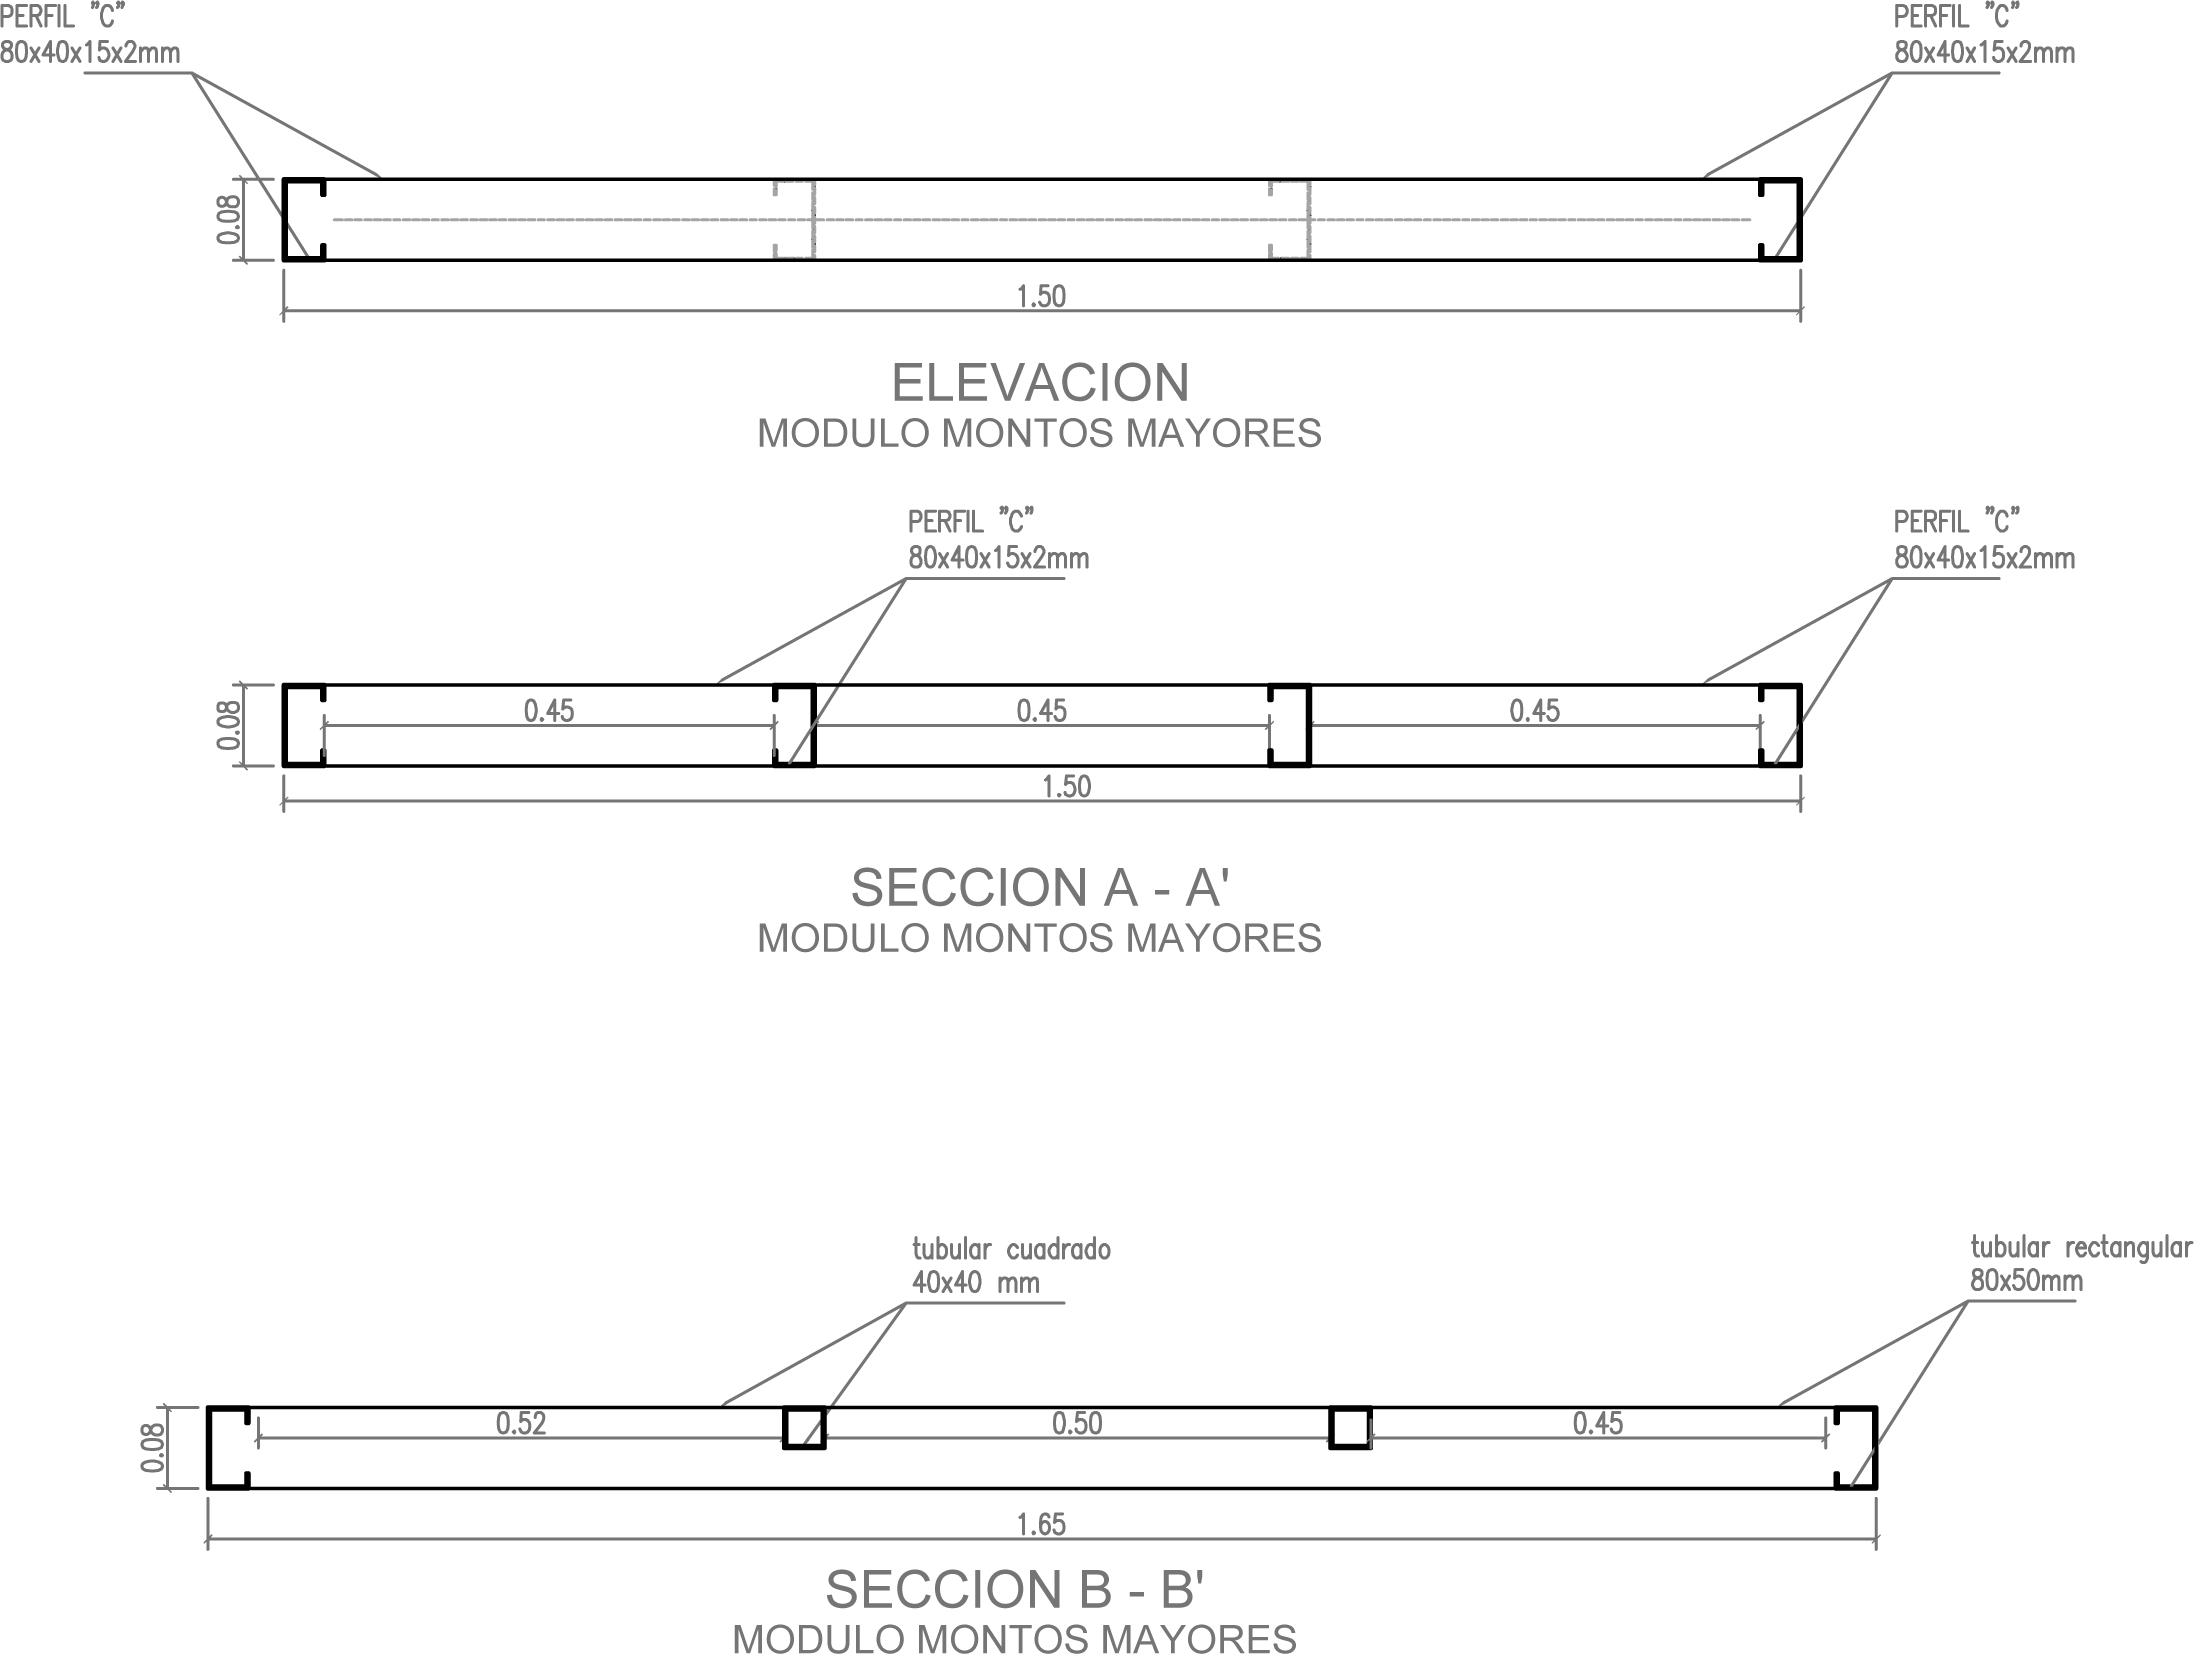 PERFIL "C"
80x40x15x2mm
PERFIL "C"
80x40x15x2mm
0.08
1.50
ELEVACION
MODULO MONTOS MAYORES
PERFIL "C"
80x40x15x2mm
PERFIL "C"
80x40x15x2mm
0.08
0.45
0.45
0.45
1.50
SECCION A - A'
MODULO MONTOS MAYORES
tubular cuadrado
40x40 mm
tubular rectangular
80x50mm
0.08
0.52
0.50
0.45
1.65
SECCION B - B'
MODULO MONTOS MAYORES